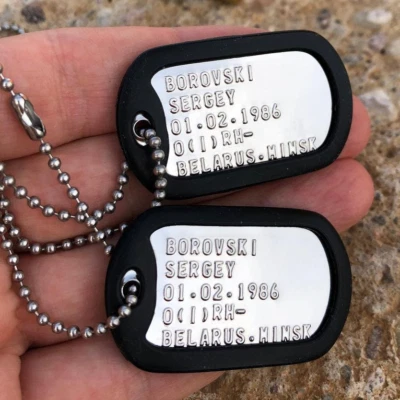 BOROVSKI
SERGEY
01.02.1986
O(I)RH-
BELARUS.MINSK
BOROVSKI
SERGEY
01.02.1986
O(I)RH-
BELARUS.MINSK